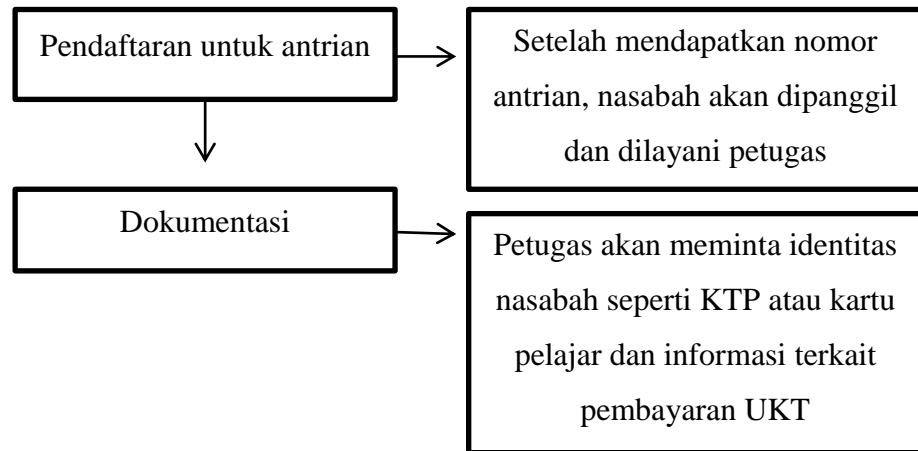 Pendaftaran untuk antrian
Setelah mendapatkan nomor
antrian, nasabah akan dipanggil
dan dilayani petugas
Dokumentasi
Petugas akan meminta identitas
nasabah seperti KTP atau kartu
pelajar dan informasi terkait
pembayaran UKT